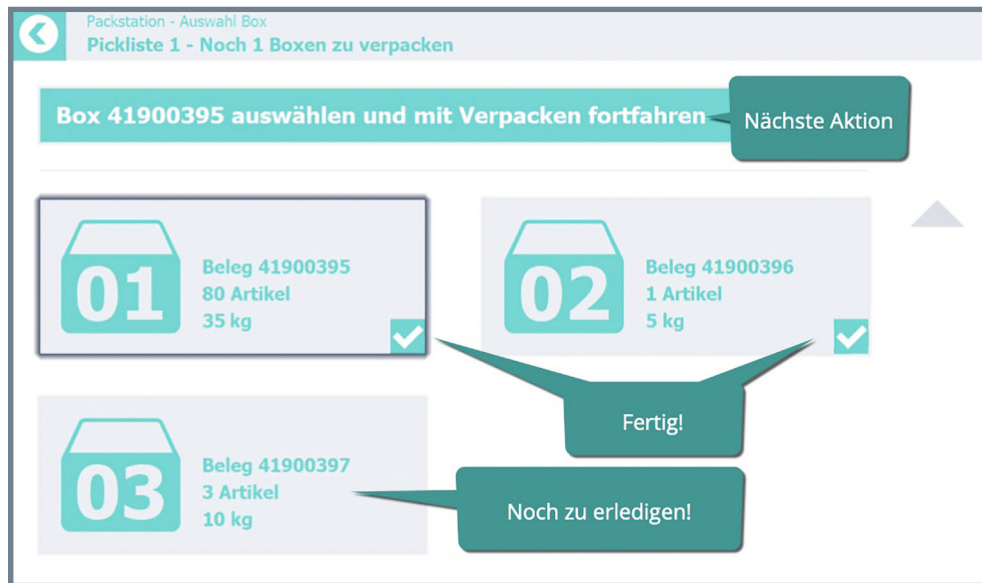 Packstation - Auswahl Box
Pickliste 1 - Noch 1 Boxen zu verpacken
Box 41900395 auswählen und mit Verpacken fortfahren
Nächste Aktion
01
Beleg 41900395
80 Artikel
35 kg
02
Beleg 41900396
1 Artikel
5 kg
Fertig!
03
Beleg 41900397
3 Artikel
10 kg
Noch zu erledigen!